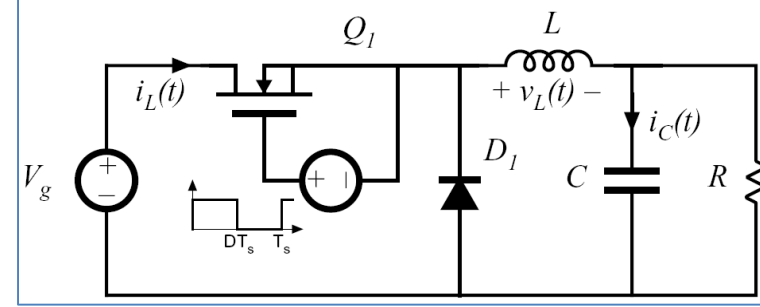 Q1
L
iL(t)
+ vL(t) −
iC(t)
Vg
+
−
+ −
D1
C
R
DTs
Ts